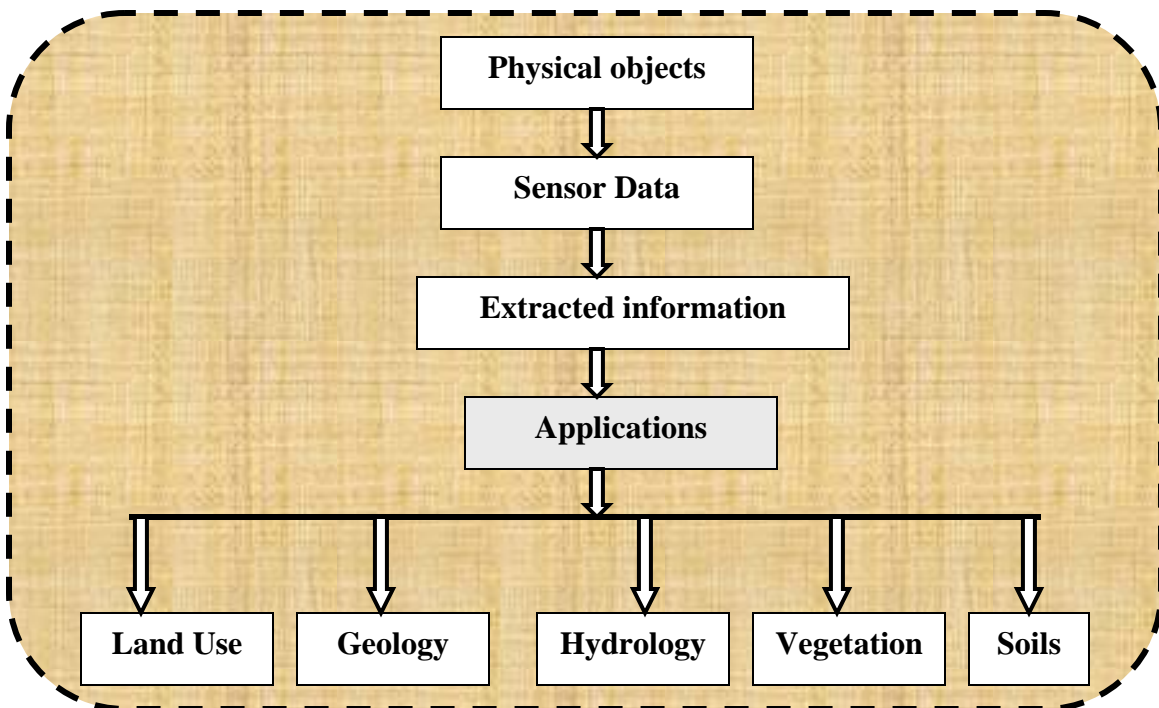 Physical objects
Sensor Data
Extracted information
Applications
Land Use
Geology
Hydrology
Vegetation
Soils